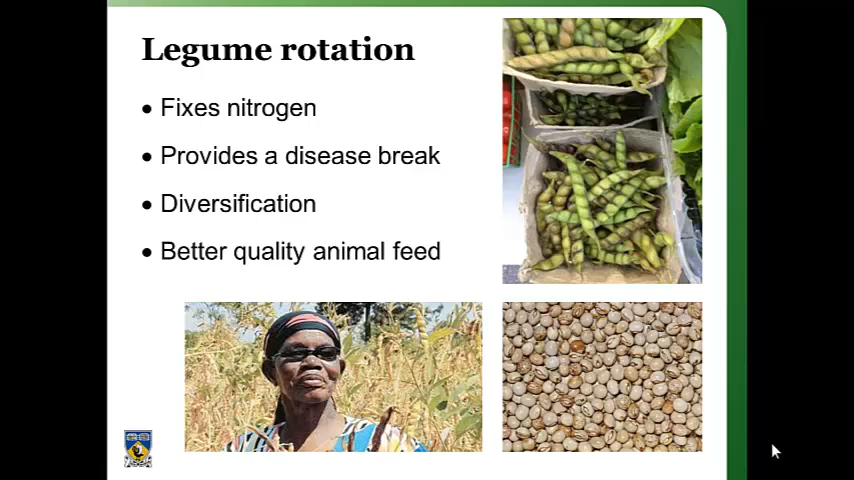 Legume rotation
• Fixes nitrogen
• Provides a disease break
• Diversification
• Better quality animal feed